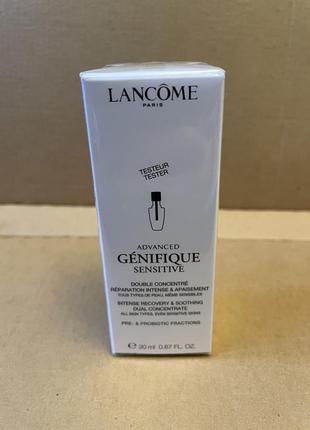 LANCÔME
PARIS
TESTEUR
TESTER
ADVANCED
GÉNIFIQUE
SENSITIVE
DOUBLE CONCENTRÉ
RÉPARATION INTENSE & APAISEMENT
TOUS TYPES DE PEAU, MÊME SENSIBLES
INTENSE RECOVERY & SOOTHING
DUAL CONCENTRATE
ALL SKIN TYPES, EVEN SENSITIVE SKINS
PRE- & PROBIOTIC FRACTIONS
℮ 20 ml 0.67 FL. OZ.